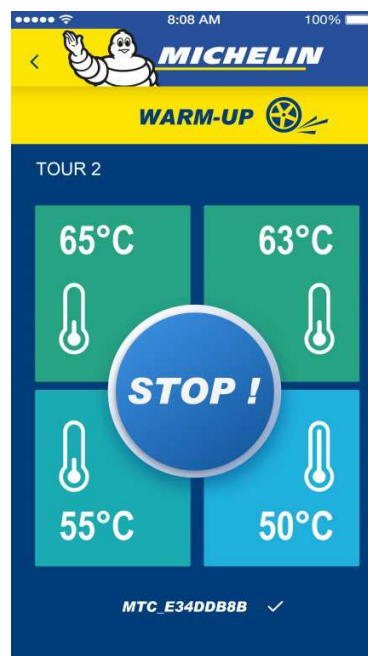 8:08 AM 100%
MICHELIN
WARM-UP
TOUR 2
65°C 63°C
STOP !
55°C 50°C
MTC_E34DDB8B